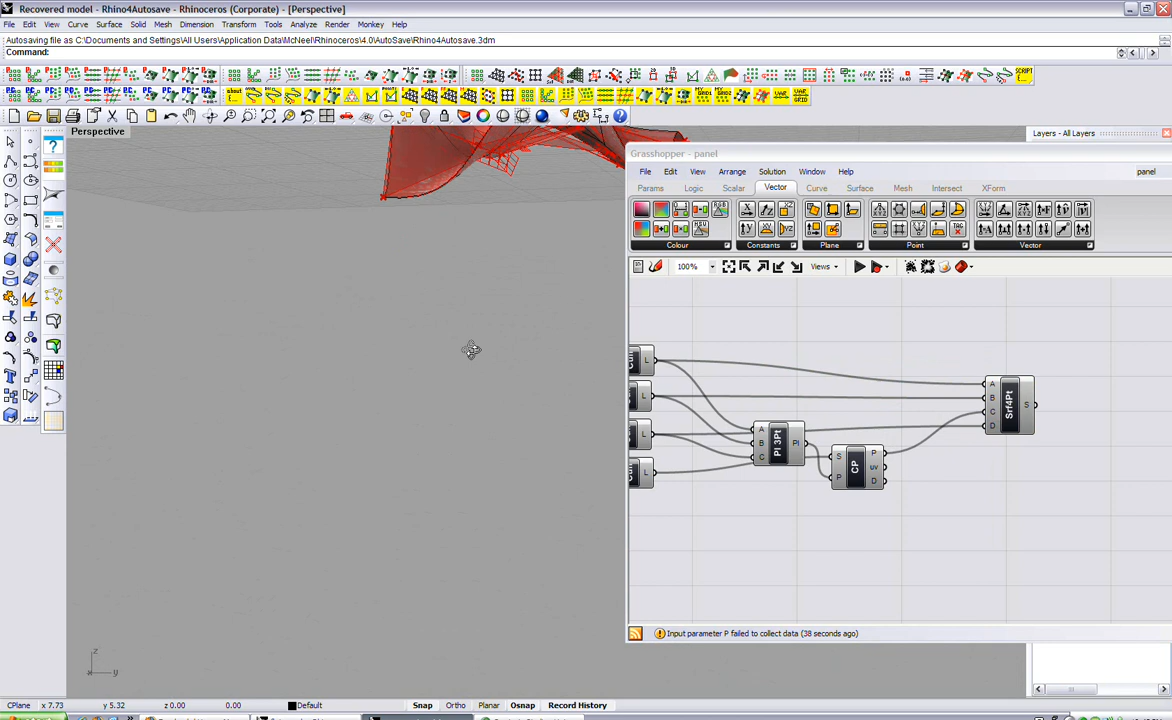 Recovered model - Rhino4Autosave - Rhinoceros (Corporate) - [Perspective]
File Edit View Curve Surface Solid Mesh Dimension Transform Tools Analyze Render Monkey Help
Autosaving file as C:\Documents and Settings\All Users\Application Data\McNeel\Rhinoceros\4.0\AutoSave\Rhino4Autosave.3dm
Command:
Perspective
Layers - All Layers
Grasshopper - panel
File Edit View Arrange Solution Window Help
panel
Params Logic Scalar Vector Curve Surface Mesh Intersect XForm
Colour Constants Plane Point Vector
100%
Views
L
L
L
L
A
B
C
Pl 3Pt
Pl
S
P
CP
P
uv
D
A
B
C
D
Srf4Pt
S
Input parameter P failed to collect data (38 seconds ago)
z
y
CPlane x 7.73 y 5.32 z 0.00 0.00 Default Snap Ortho Planar Osnap Record History